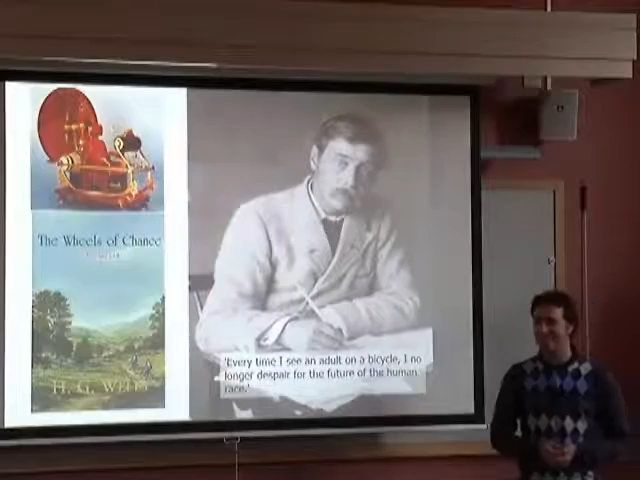 The Wheels of Chance
H. G. WELLS
'Every time I see an adult on a bicycle, I no
longer despair for the future of the human
race.'